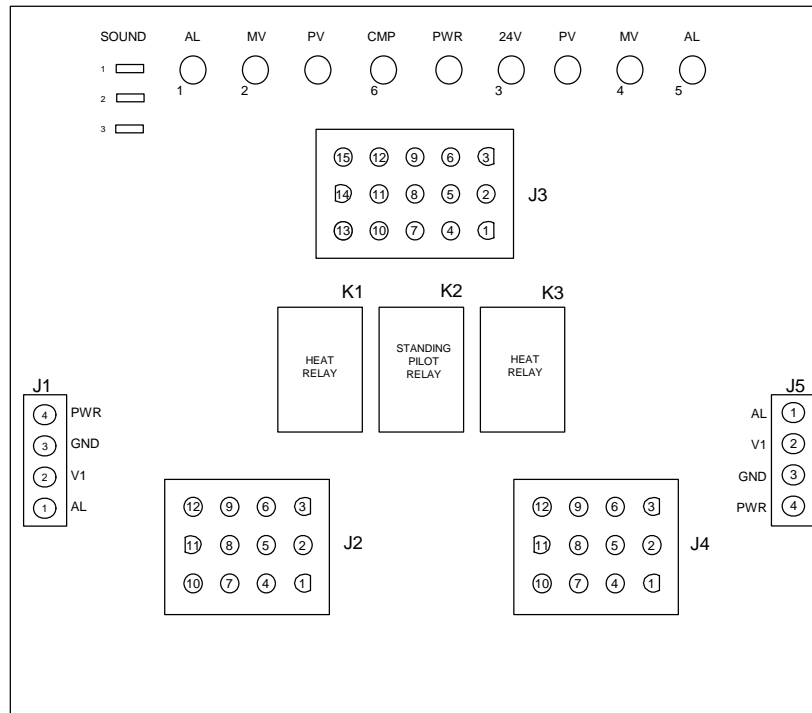 SOUND AL MV PV CMP PWR 24V PV MV AL
1
1 2 6 3 4 5
2
3
15 12 9 6 3
14 11 8 5 2
J3
13 10 7 4 1
K1 K2 K3
HEAT
RELAY
STANDING
PILOT
RELAY
HEAT
RELAY
J1
4 PWR
3 GND
2 V1
1 AL
J5
AL 1
V1 2
GND 3
PWR 4
12 9 6 3
11 8 5 2
J2
10 7 4 1
12 9 6 3
11 8 5 2
J4
10 7 4 1